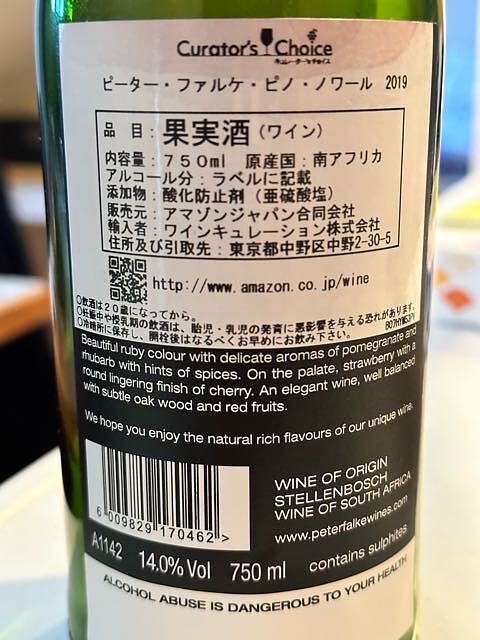 Curator's Choice
キュレーターズチョイス
ピーター・ファルケ・ピノ・ノワール 2019
品 目：果実酒（ワイン）
内容量：７５０ml 原産国：南アフリカ
アルコール分：ラベルに記載
添加物：酸化防止剤（亜硫酸塩）
販売元：アマゾンジャパン合同会社
輸入者：ワインキュレーション株式会社
住所及び引取先：東京都中野区中野2-30-5
http://www.amazon.co.jp/wine
○飲酒は２０歳になってから。
○妊娠中や授乳期の飲酒は、胎児・乳児の発育に悪影響を与える恐れがあります。
○冷暗所に保存し、開栓後はなるべくお早めにお飲み下さい。
Beautiful ruby colour with delicate aromas of pomegranate and
rhubarb with hints of spices. On the palate, strawberry with a
round lingering finish of cherry. An elegant wine, well balanced
with subtle oak wood and red fruits.
We hope you enjoy the natural rich flavours of our unique wine.
WINE OF ORIGIN
STELLENBOSCH
WINE OF SOUTH AFRICA
www.peterfalkewines.com
6 009829 170462 >
A1142 14.0% Vol 750 ml contains sulphites
ALCOHOL ABUSE IS DANGEROUS TO YOUR HEALTH